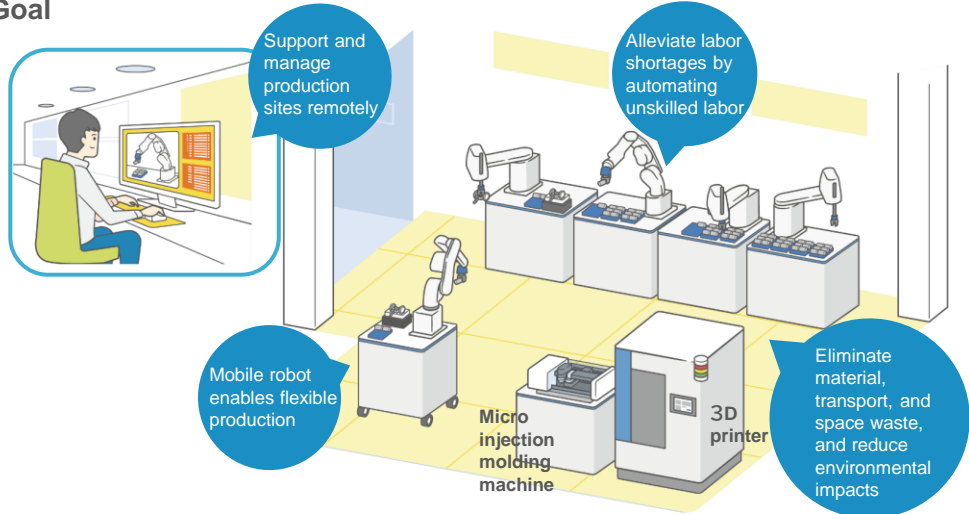 Goal
Support and
manage
production
sites remotely
Alleviate labor
shortages by
automating
unskilled labor
Mobile robot
enables flexible
production
Micro
injection
molding
machine
3D
printer
Eliminate
material,
transport, and
space waste,
and reduce
environmental
impacts